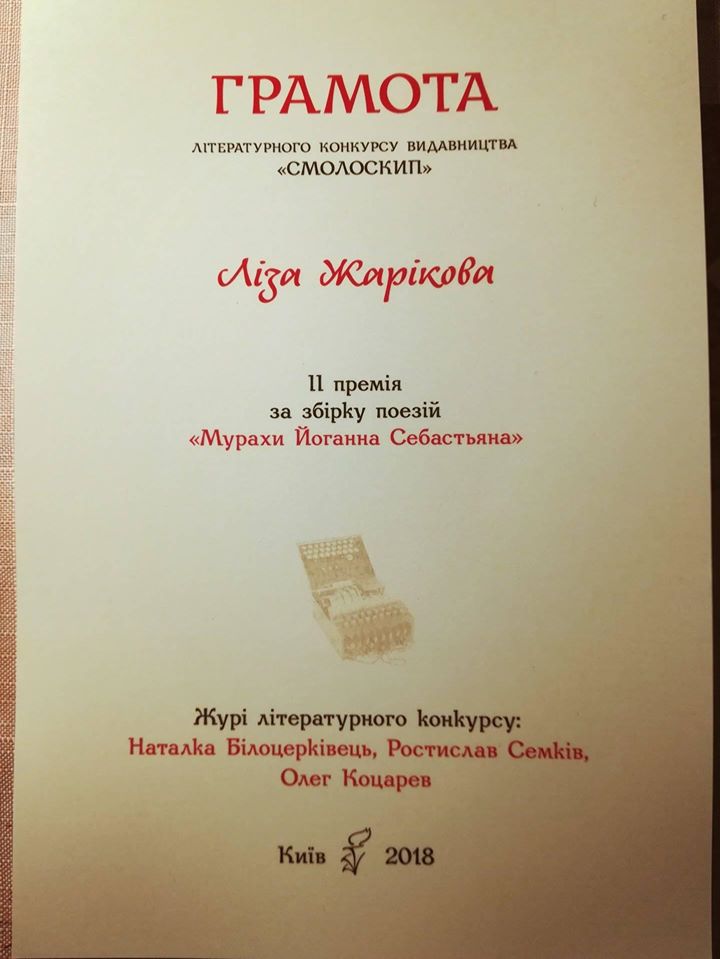 ГРАМОТА
ЛІТЕРАТУРНОГО КОНКУРСУ ВИДАВНИЦТВА
«СМОЛОСКИП»
Ліза Жарікова
II премія
за збірку поезій
«Мурахи Йоганна Себастьяна»
Журі літературного конкурсу:
Наталка Білоцерківець, Ростислав Семків,
Олег Коцарев
Київ 2018